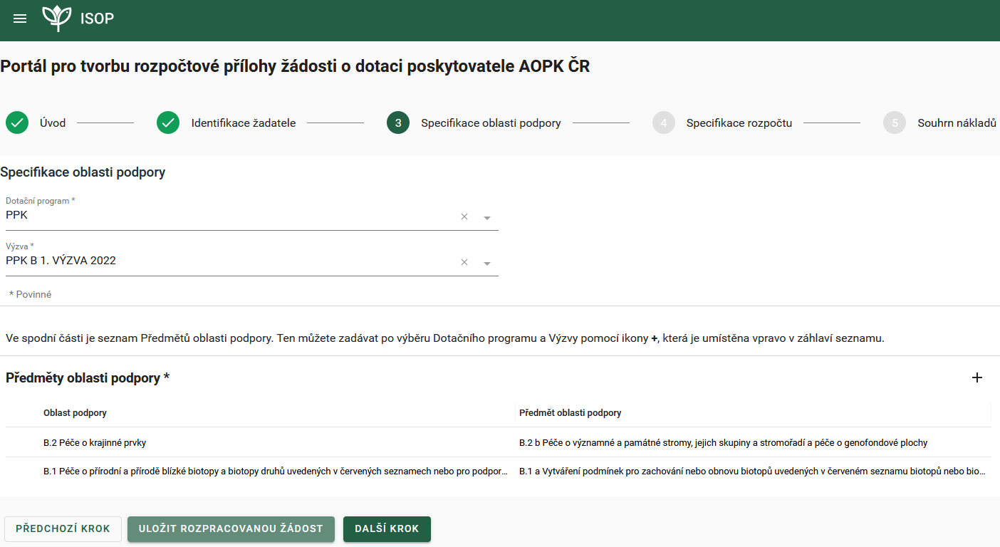 ISOP
Portál pro tvorbu rozpočtové přílohy žádosti o dotaci poskytovatele AOPK ČR
Úvod
Identifikace žadatele
3 Specifikace oblasti podpory
4 Specifikace rozpočtu
5 Souhrn nákladů
Specifikace oblasti podpory
Dotační program *
PPK
Výzva *
PPK B 1. VÝZVA 2022
* Povinné
Ve spodní části je seznam Předmětů oblasti podpory. Ten můžete zadávat po výběru Dotačního programu a Výzvy pomocí ikony +, která je umístěna vpravo v záhlaví seznamu.
Předměty oblasti podpory *
Oblast podpory Předmět oblasti podpory
B.2 Péče o krajinné prvky B.2 b Péče o významné a památné stromy, jejich skupiny a stromořadí a péče o genofondové plochy
B.1 Péče o přírodní a přírodě blízké biotopy a biotopy druhů uvedených v červených seznamech nebo pro podpor... B.1 a Vytváření podmínek pro zachování nebo obnovu biotopů uvedených v červeném seznamu biotopů nebo bio...
PŘEDCHOZÍ KROK ULOŽIT ROZPRACOVANOU ŽÁDOST DALŠÍ KROK